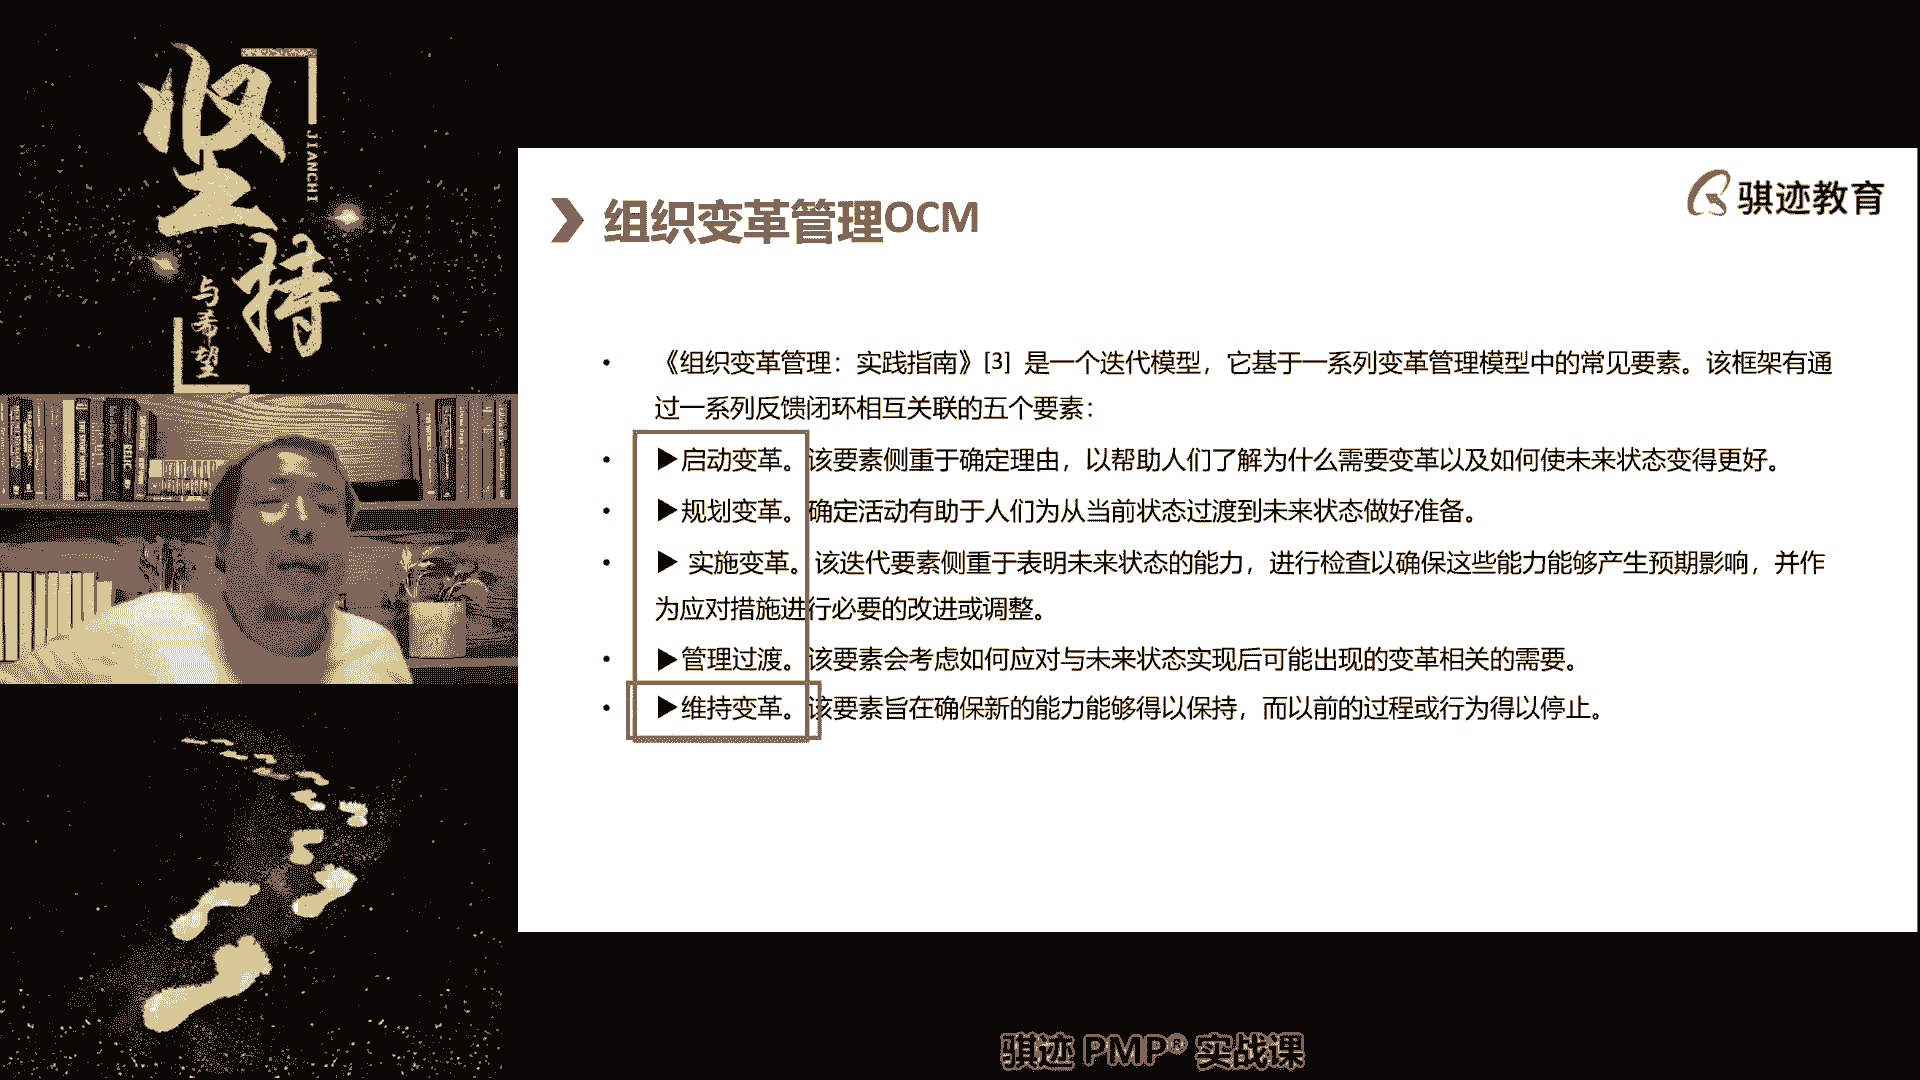 坚持
JIANCHI
与希望
骐迹教育
组织变革管理OCM
• 《组织变革管理：实践指南》[3] 是一个迭代模型，它基于一系列变革管理模型中的常见要素。该框架有通
过一系列反馈闭环相互关联的五个要素：
• ▶启动变革。该要素侧重于确定理由，以帮助人们了解为什么需要变革以及如何使未来状态变得更好。
• ▶规划变革。确定活动有助于人们为从当前状态过渡到未来状态做好准备。
• ▶ 实施变革。该迭代要素侧重于表明未来状态的能力，进行检查以确保这些能力能够产生预期影响，并作
为应对措施进行必要的改进或调整。
• ▶管理过渡。该要素会考虑如何应对与未来状态实现后可能出现的变革相关的需要。
• ▶维持变革。该要素旨在确保新的能力能够得以保持，而以前的过程或行为得以停止。
骐迹 PMP® 实战课